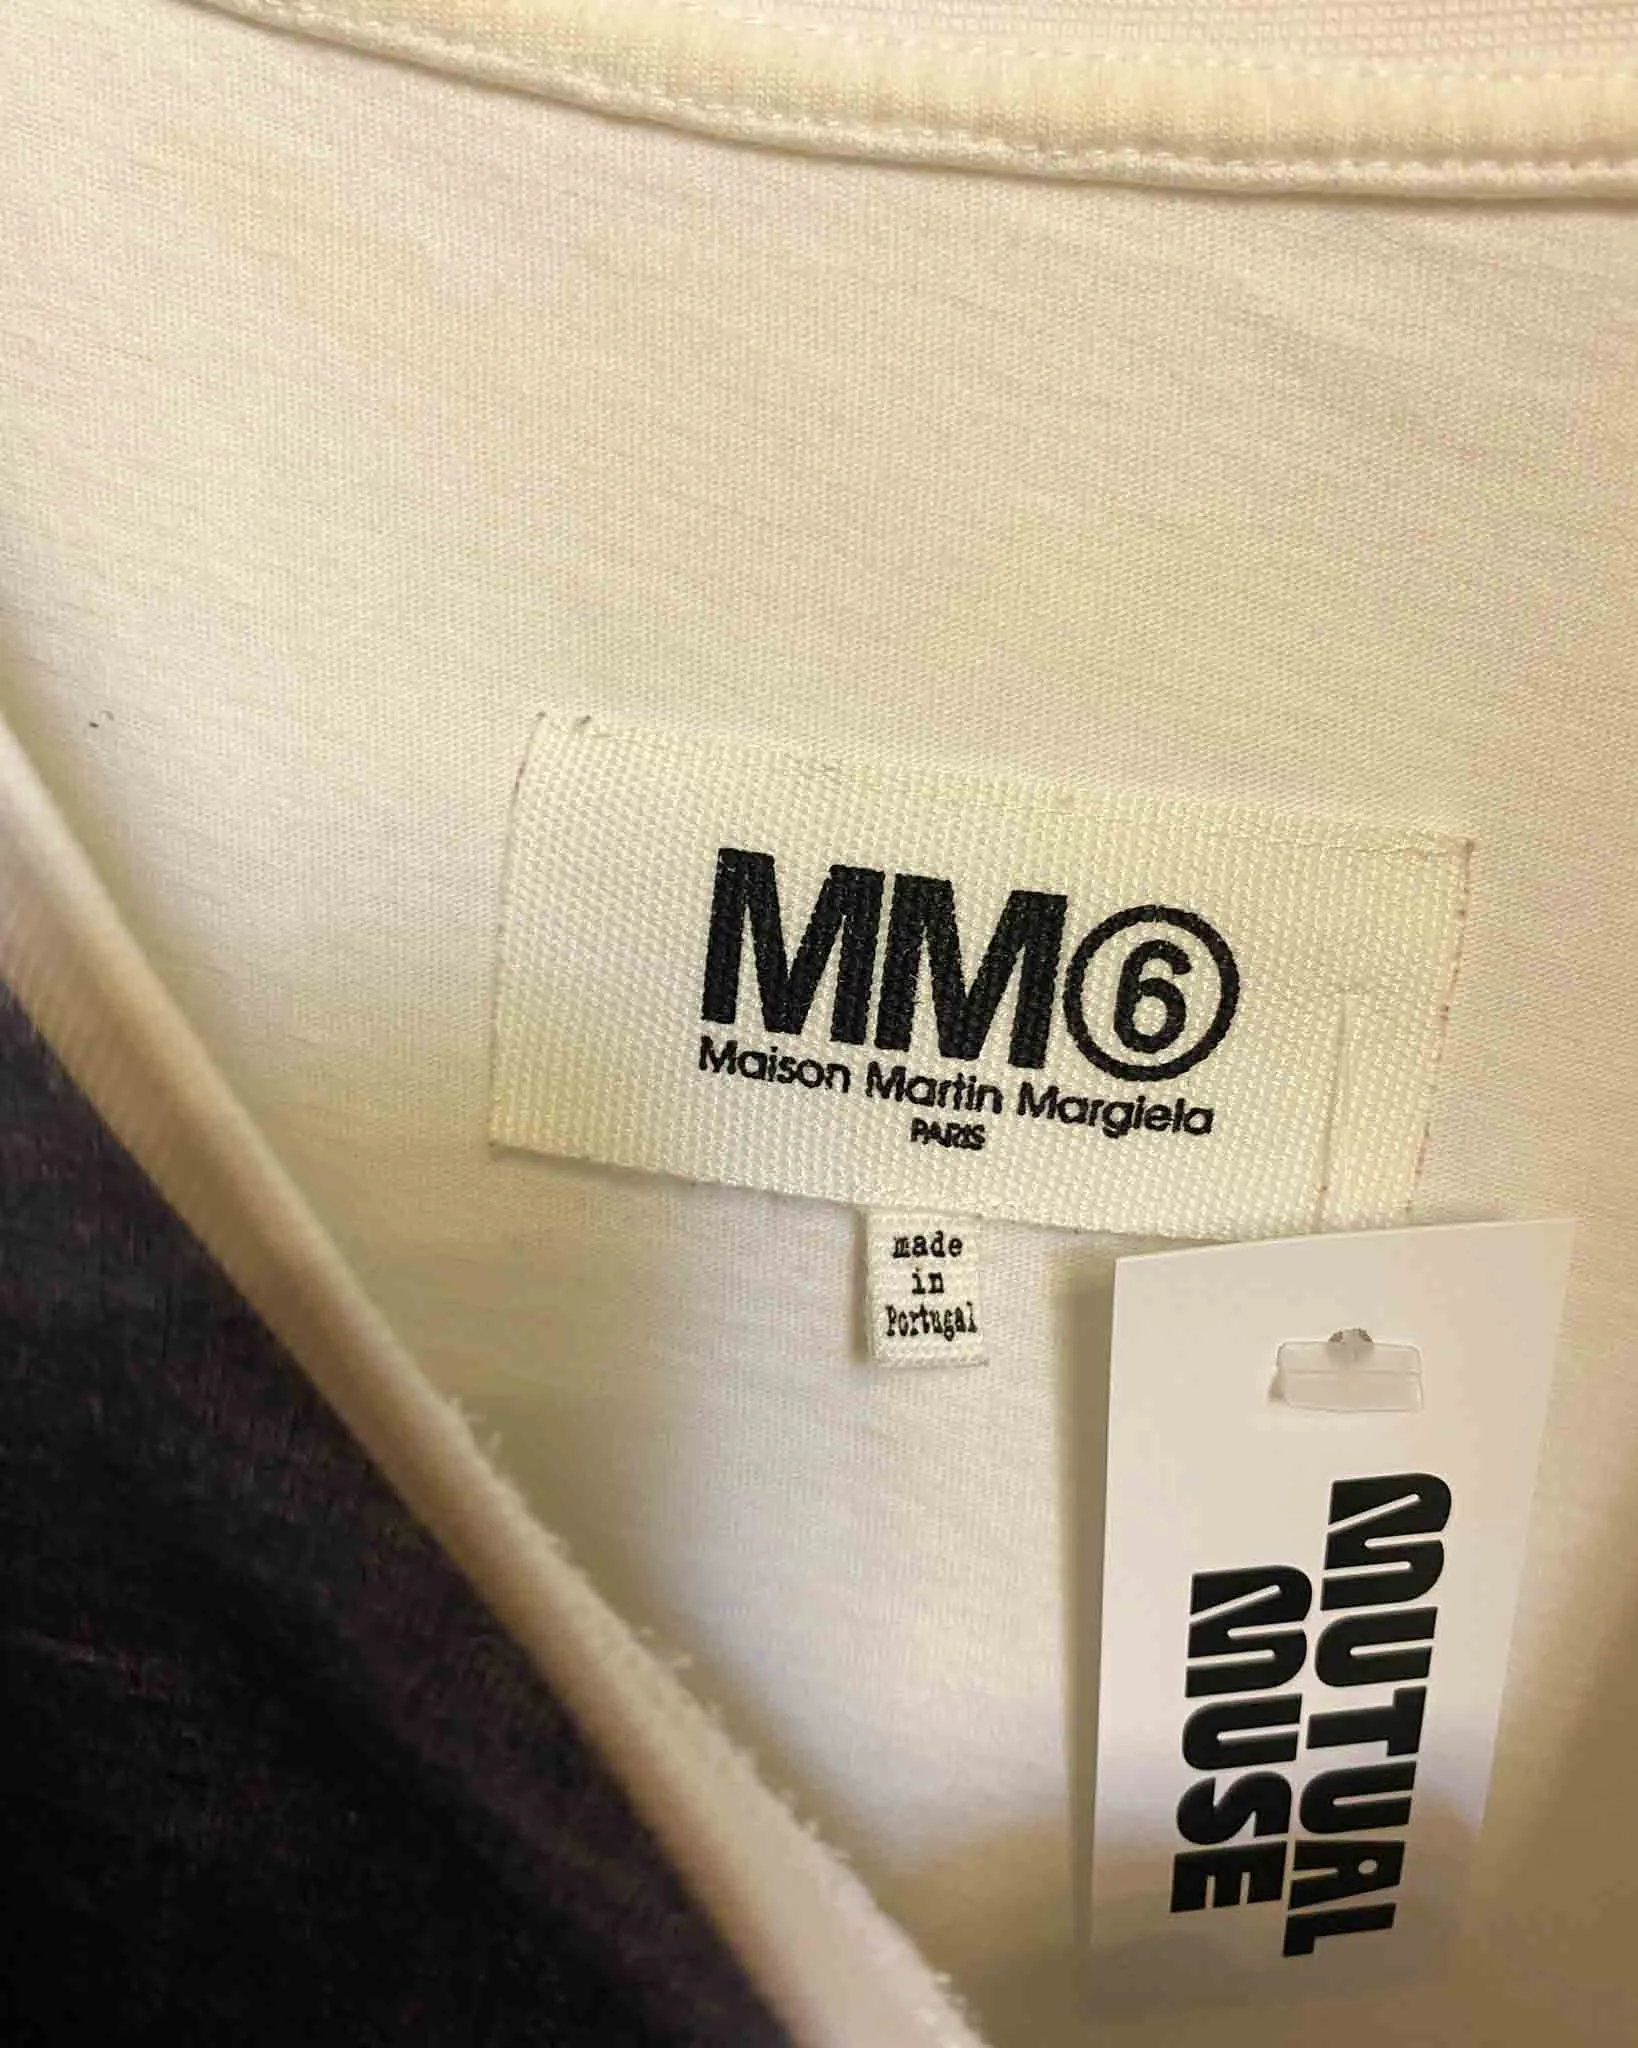 MM⑥
Maison Martin Margiela
PARIS
made
in
Portugal
MUTUAL
MUSE